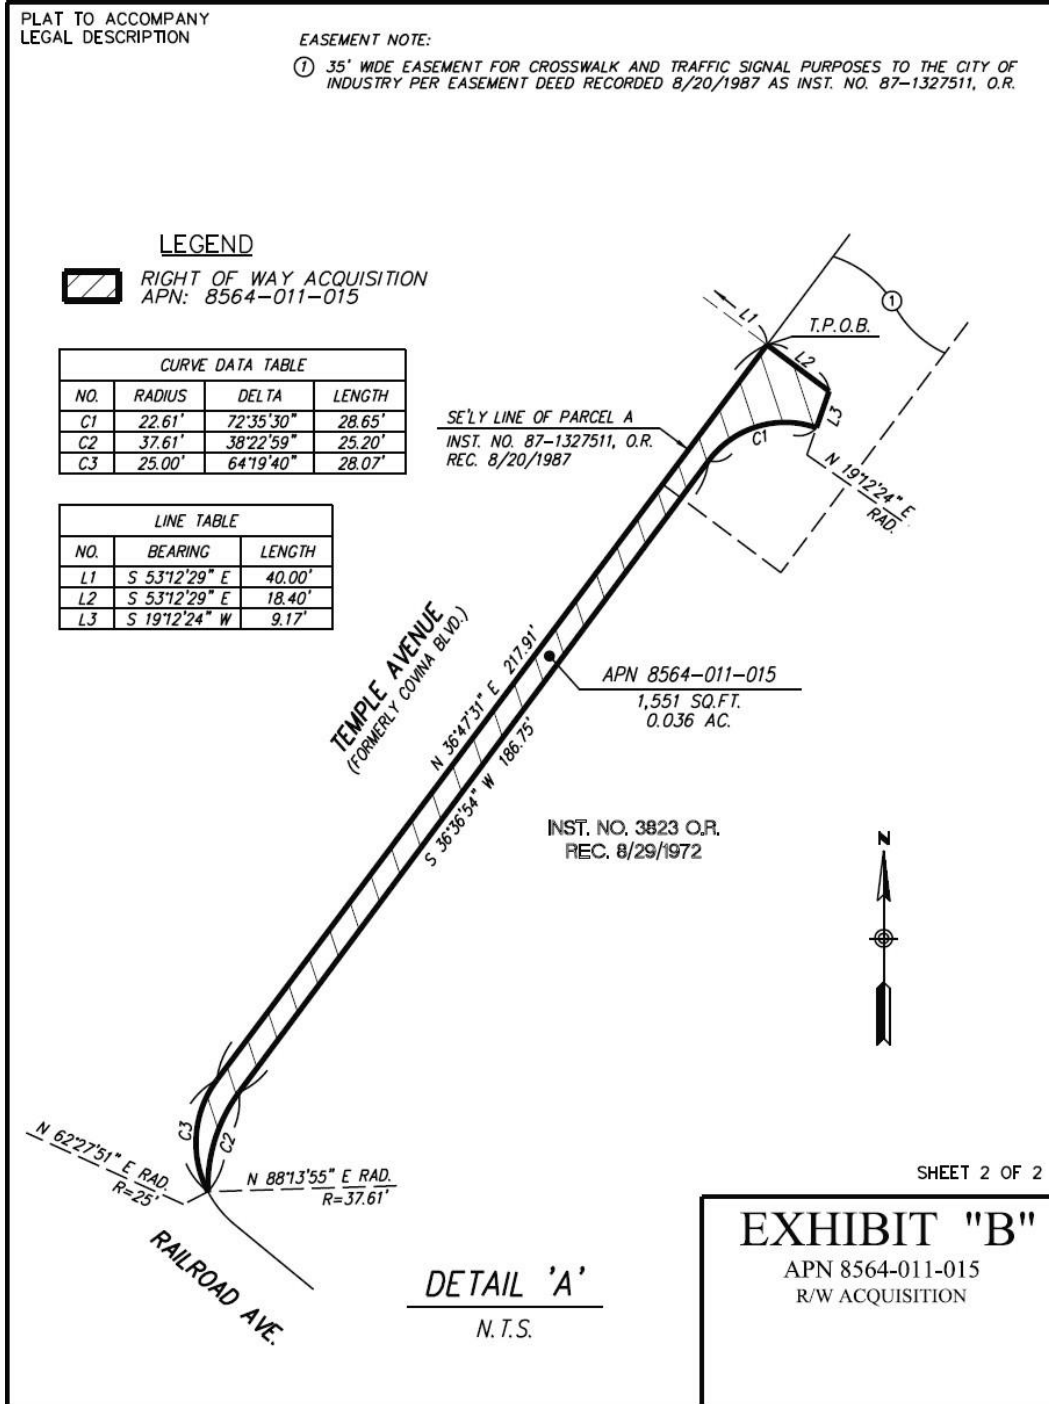 PLAT TO ACCOMPANY
LEGAL DESCRIPTION
EASEMENT NOTE:
1 35' WIDE EASEMENT FOR CROSSWALK AND TRAFFIC SIGNAL PURPOSES TO THE CITY OF
INDUSTRY PER EASEMENT DEED RECORDED 8/20/1987 AS INST. NO. 87-1327511, O.R.
LEGEND
RIGHT OF WAY ACQUISITION
APN: 8564-011-015
CURVE DATA TABLE
NO. RADIUS DELTA LENGTH
C1 22.61' 72°35'30" 28.65'
C2 37.61' 38°22'59" 25.20'
C3 25.00' 64°19'40" 28.07'
LINE TABLE
NO. BEARING LENGTH
L1 S 53°12'29" E 40.00'
L2 S 53°12'29" E 18.40'
L3 S 19°12'24" W 9.17'
1
L1
T.P.O.B.
L2
L3
C1
SE'LY LINE OF PARCEL A
INST. NO. 87-1327511, O.R.
REC. 8/20/1987
N 19°12'24" E
RAD.
TEMPLE AVENUE
(FORMERLY COVINA BLVD.)
N 36°47'31" E 217.91'
S 36°36'54" W 186.75'
APN 8564-011-015
1,551 SQ.FT.
0.036 AC.
INST. NO. 3823 O.R.
REC. 8/29/1972
N
C3
C2
N 62°27'51" E RAD.
R=25'
N 88°13'55" E RAD.
R=37.61'
RAILROAD AVE.
DETAIL 'A'
N.T.S.
SHEET 2 OF 2
EXHIBIT "B"
APN 8564-011-015
R/W ACQUISITION